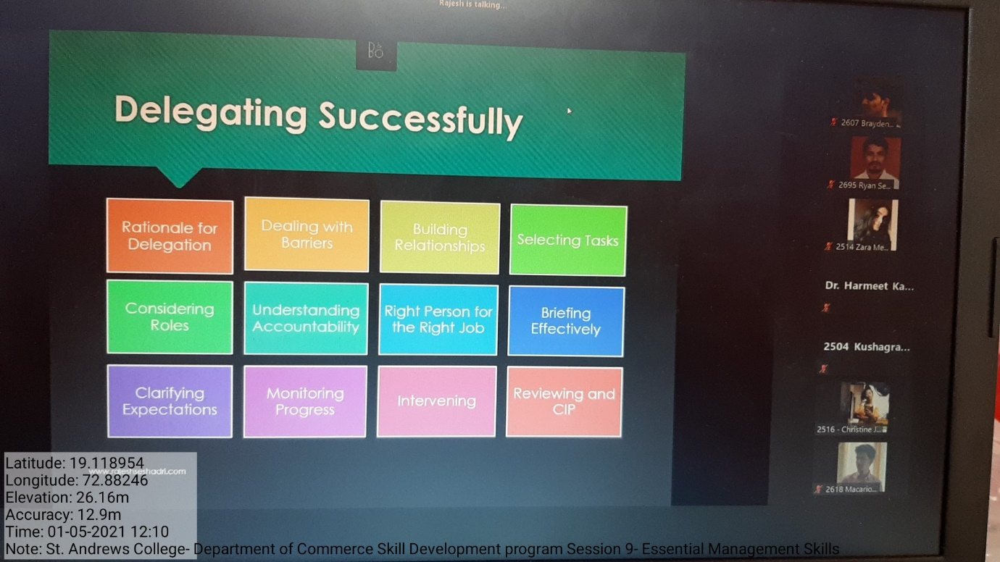 Rajesh is talking...
Delegating Successfully
Rationale for
Delegation
Dealing with
Barriers
Building
Relationships
Selecting Tasks
Considering
Roles
Understanding
Accountability
Right Person for
the Right Job
Briefing
Effectively
Clarifying
Expectations
Monitoring
Progress
Intervening
Reviewing and
CIP
2607 Brayden...
2695 Ryan Se...
2514 Zara Me...
Dr. Harmeet Ka...
2504 Kushagra...
2516 - Christine J...
2618 Macario...
www.rajeshseshadri.com
Latitude: 19.118954
Longitude: 72.88246
Elevation: 26.16m
Accuracy: 12.9m
Time: 01-05-2021 12:10
Note: St. Andrews College- Department of Commerce Skill Development program Session 9- Essential Management Skills